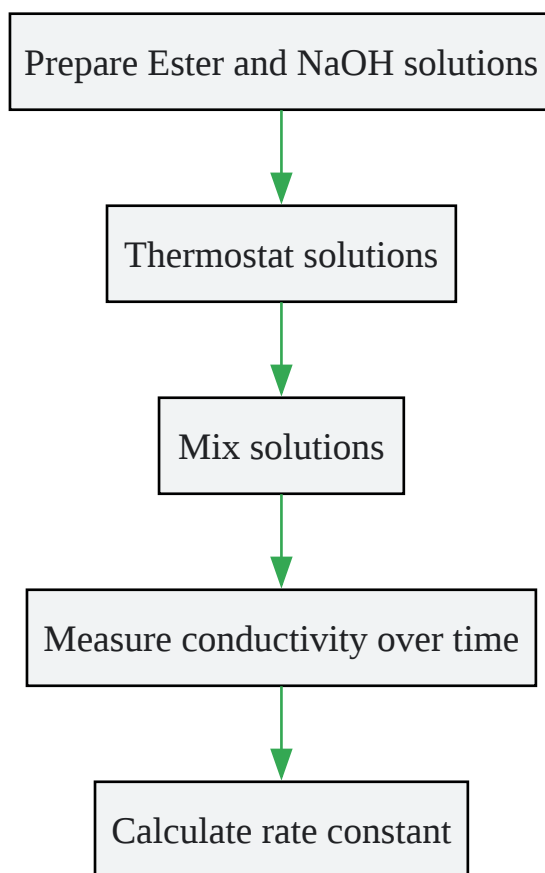 Prepare Ester and NaOH solutions
Thermostat solutions
Mix solutions
Measure conductivity over time
Calculate rate constant